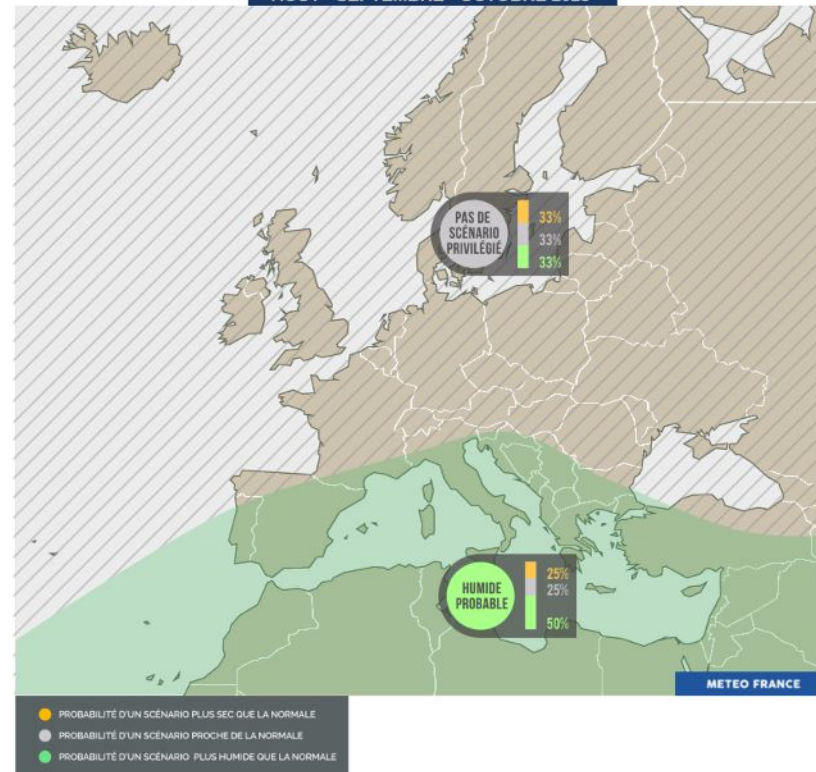 PAS DE
SCÉNARIO
PRIVILÉGIÉ
33%
33%
33%
HUMIDE
PROBABLE
25%
25%
50%
METEO FRANCE
PROBABILITÉ D'UN SCÉNARIO PLUS SEC QUE LA NORMALE
PROBABILITÉ D'UN SCÉNARIO PROCHE DE LA NORMALE
PROBABILITÉ D'UN SCÉNARIO PLUS HUMIDE QUE LA NORMALE